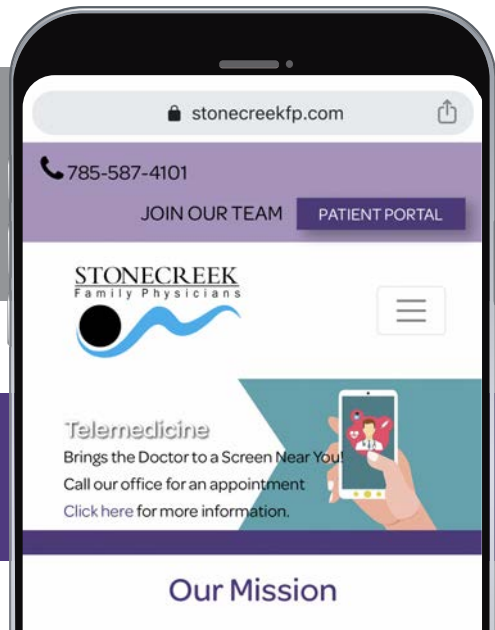 stonecreekfp.com
785-587-4101
JOIN OUR TEAM PATIENT PORTAL
STONECREEK
Family Physicians
Telemedicine
Brings the Doctor to a Screen Near You!
Call our office for an appointment
Click here for more information.
Our Mission